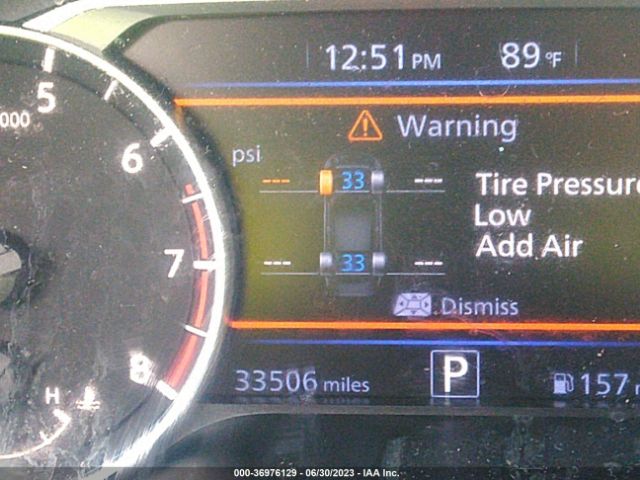 12:51 PM 89 °F
5
000
Warning
6
psi
--- 33 ---
Tire Pressure
Low
Add Air
7
--- 33 ---
Dismiss
8
33506 miles P 157
H
000-36976129 - 06/30/2023 - IAA Inc.